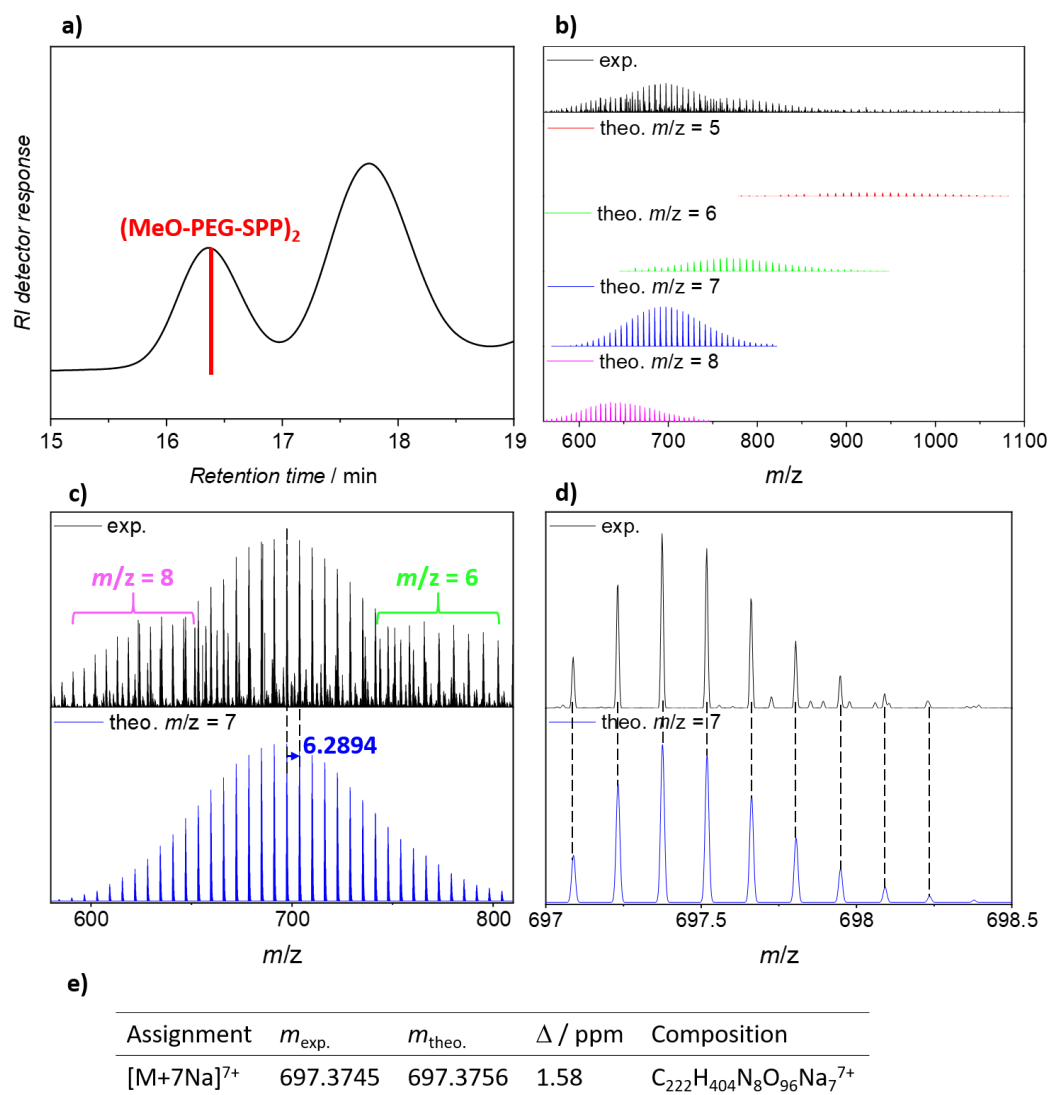 a)
RI detector response
(MeO-PEG-SPP)2
15 16 17 18 19
Retention time / min
b)
exp.
theo. m/z = 5
theo. m/z = 6
theo. m/z = 7
theo. m/z = 8
600 700 800 900 1000 1100
m/z
c)
exp.
m/z = 8
m/z = 6
theo. m/z = 7
6.2894
600 700 800
m/z
d)
exp.
theo. m/z = 7
697 697.5 698 698.5
m/z
e)
Assignment mexp. mtheo. Δ / ppm Composition
[M+7Na]7+ 697.3745 697.3756 1.58 C222H404N8O96Na77+